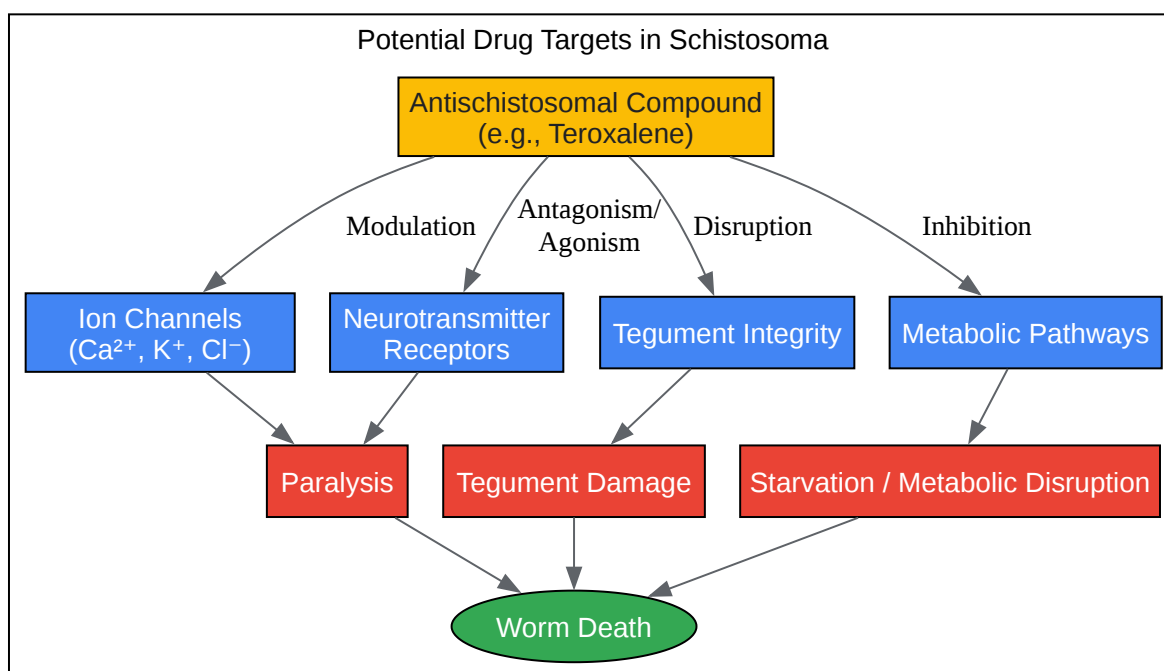 Potential Drug Targets in Schistosoma
Antischistosomal Compound
(e.g., Teroxalene)
Modulation
Antagonism/
Agonism
Disruption
Inhibition
Ion Channels
(Ca²⁺, K⁺, Cl⁻)
Neurotransmitter
Receptors
Tegument Integrity
Metabolic Pathways
Paralysis
Tegument Damage
Starvation / Metabolic Disruption
Worm Death